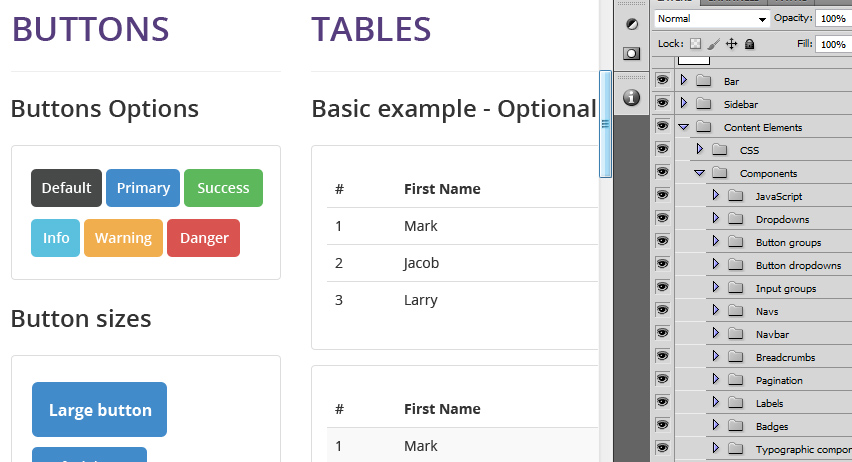 BUTTONS
Buttons Options
Default Primary Success
Info Warning Danger
Button sizes
Large button
TABLES
Basic example - Optional
# First Name
1 Mark
2 Jacob
3 Larry
# First Name
1 Mark
Normal Opacity: 100%
Lock: Fill: 100%
Bar
Sidebar
Content Elements
CSS
Components
JavaScript
Dropdowns
Button groups
Button dropdowns
Input groups
Navs
Navbar
Breadcrumbs
Pagination
Labels
Badges
Typographic compor